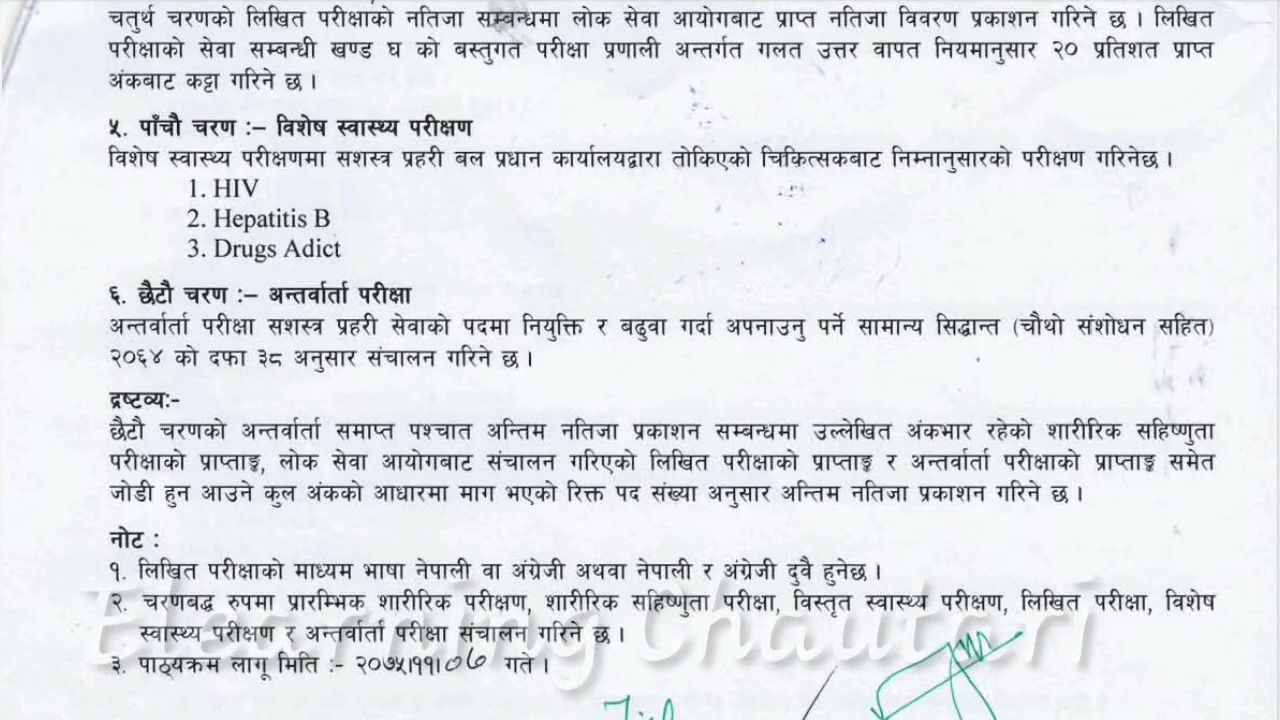 चतुर्थ चरणको लिखित परीक्षाको नतिजा सम्बन्धमा लोक सेवा आयोगबाट प्राप्त नतिजा विवरण प्रकाशन गरिने छ । लिखित
परीक्षाको सेवा सम्बन्धी खण्ड घ को बस्तुगत परीक्षा प्रणाली अन्तर्गत गलत उत्तर वापत नियमानुसार २० प्रतिशत प्राप्त
अंकबाट कट्टा गरिने छ ।
५. पाँचौ चरण :– विशेष स्वास्थ्य परीक्षण
विशेष स्वास्थ्य परीक्षणमा सशस्त्र प्रहरी बल प्रधान कार्यालयद्वारा तोकिएको चिकित्सकबाट निम्नानुसारको परीक्षण गरिनेछ ।
1. HIV
2. Hepatitis B
3. Drugs Adict
६. छैटौ चरण :– अन्तर्वार्ता परीक्षा
अन्तर्वार्ता परीक्षा सशस्त्र प्रहरी सेवाको पदमा नियुक्ति र बढुवा गर्दा अपनाउनु पर्ने सामान्य सिद्धान्त (चौथो संशोधन सहित)
२०६४ को दफा ३८ अनुसार संचालन गरिने छ ।
द्रष्टव्यः-
छैटौ चरणको अन्तर्वार्ता समाप्त पश्चात अन्तिम नतिजा प्रकाशन सम्बन्धमा उल्लेखित अंकभार रहेको शारीरिक सहिष्णुता
परीक्षाको प्राप्ताङ्क, लोक सेवा आयोगबाट संचालन गरिएको लिखित परीक्षाको प्राप्ताङ्क र अन्तर्वार्ता परीक्षाको प्राप्ताङ्क समेत
जोडी हुन आउने कुल अंकको आधारमा माग भएको रिक्त पद संख्या अनुसार अन्तिम नतिजा प्रकाशन गरिने छ ।
नोट :
१. लिखित परीक्षाको माध्यम भाषा नेपाली वा अंग्रेजी अथवा नेपाली र अंग्रेजी दुवै हुनेछ ।
२. चरणबद्ध रुपमा प्रारम्भिक शारीरिक परीक्षण, शारीरिक सहिष्णुता परीक्षा, विस्तृत स्वास्थ्य परीक्षण, लिखित परीक्षा, विशेष
स्वास्थ्य परीक्षण र अन्तर्वार्ता परीक्षा संचालन गरिने छ ।
Elearning Chautari
३. पाठ्यक्रम लागू मिति :- २०७५।११।०७ गते ।